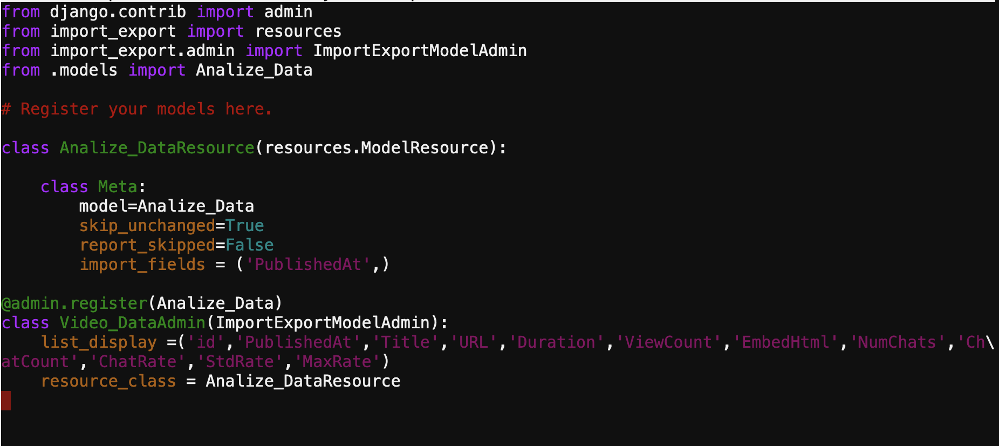 from django.contrib import admin
from import_export import resources
from import_export.admin import ImportExportModelAdmin
from .models import Analize_Data
# Register your models here.
class Analize_DataResource(resources.ModelResource):
    class Meta:
        model=Analize_Data
        skip_unchanged=True
        report_skipped=False
        import_fields = ('PublishedAt',)
@admin.register(Analize_Data)
class Video_DataAdmin(ImportExportModelAdmin):
    list_display =('id','PublishedAt','Title','URL','Duration','ViewCount','EmbedHtml','NumChats','Ch\
atCount','ChatRate','StdRate','MaxRate')
    resource_class = Analize_DataResource